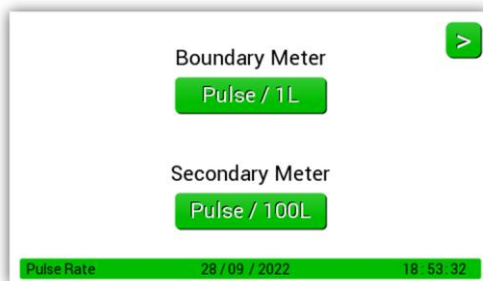 >
Boundary Meter
Pulse / 1L
Secondary Meter
Pulse / 100L
Pulse Rate 28 / 09 / 2022 18 : 53 : 32